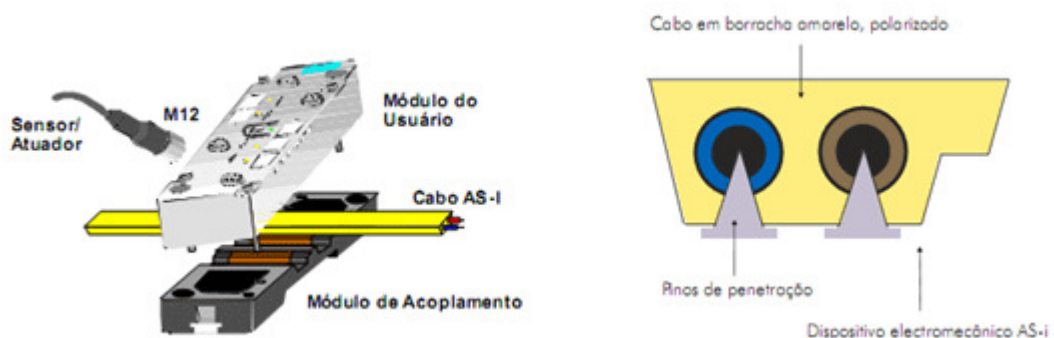 M12
Sensor/
Atuador
Módulo do
Usuário
Cabo AS-I
Módulo de Acoplamento
Cabo em borracha amarelo, polarizado
Pinos de penetração
Dispositivo electromecânico AS-i